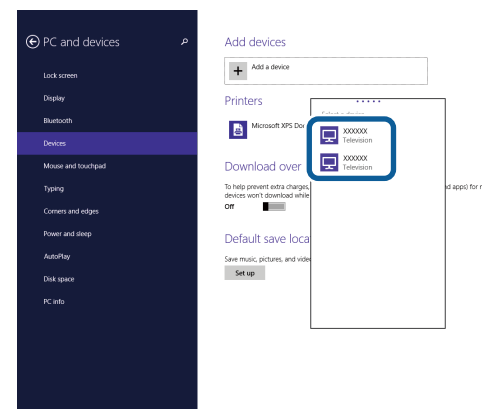 PC and devices
Lock screen
Display
Bluetooth
Devices
Mouse and touchpad
Typing
Corners and edges
Power and sleep
AutoPlay
Disk space
PC info
Add devices
Add a device
Printers
Microsoft XPS Doc
Download over
To help prevent extra charges,
d apps) for r
devices won't download while
Off
Default save loca
Save music, pictures, and video
Set up
XXXXXX
Television
XXXXXX
Television